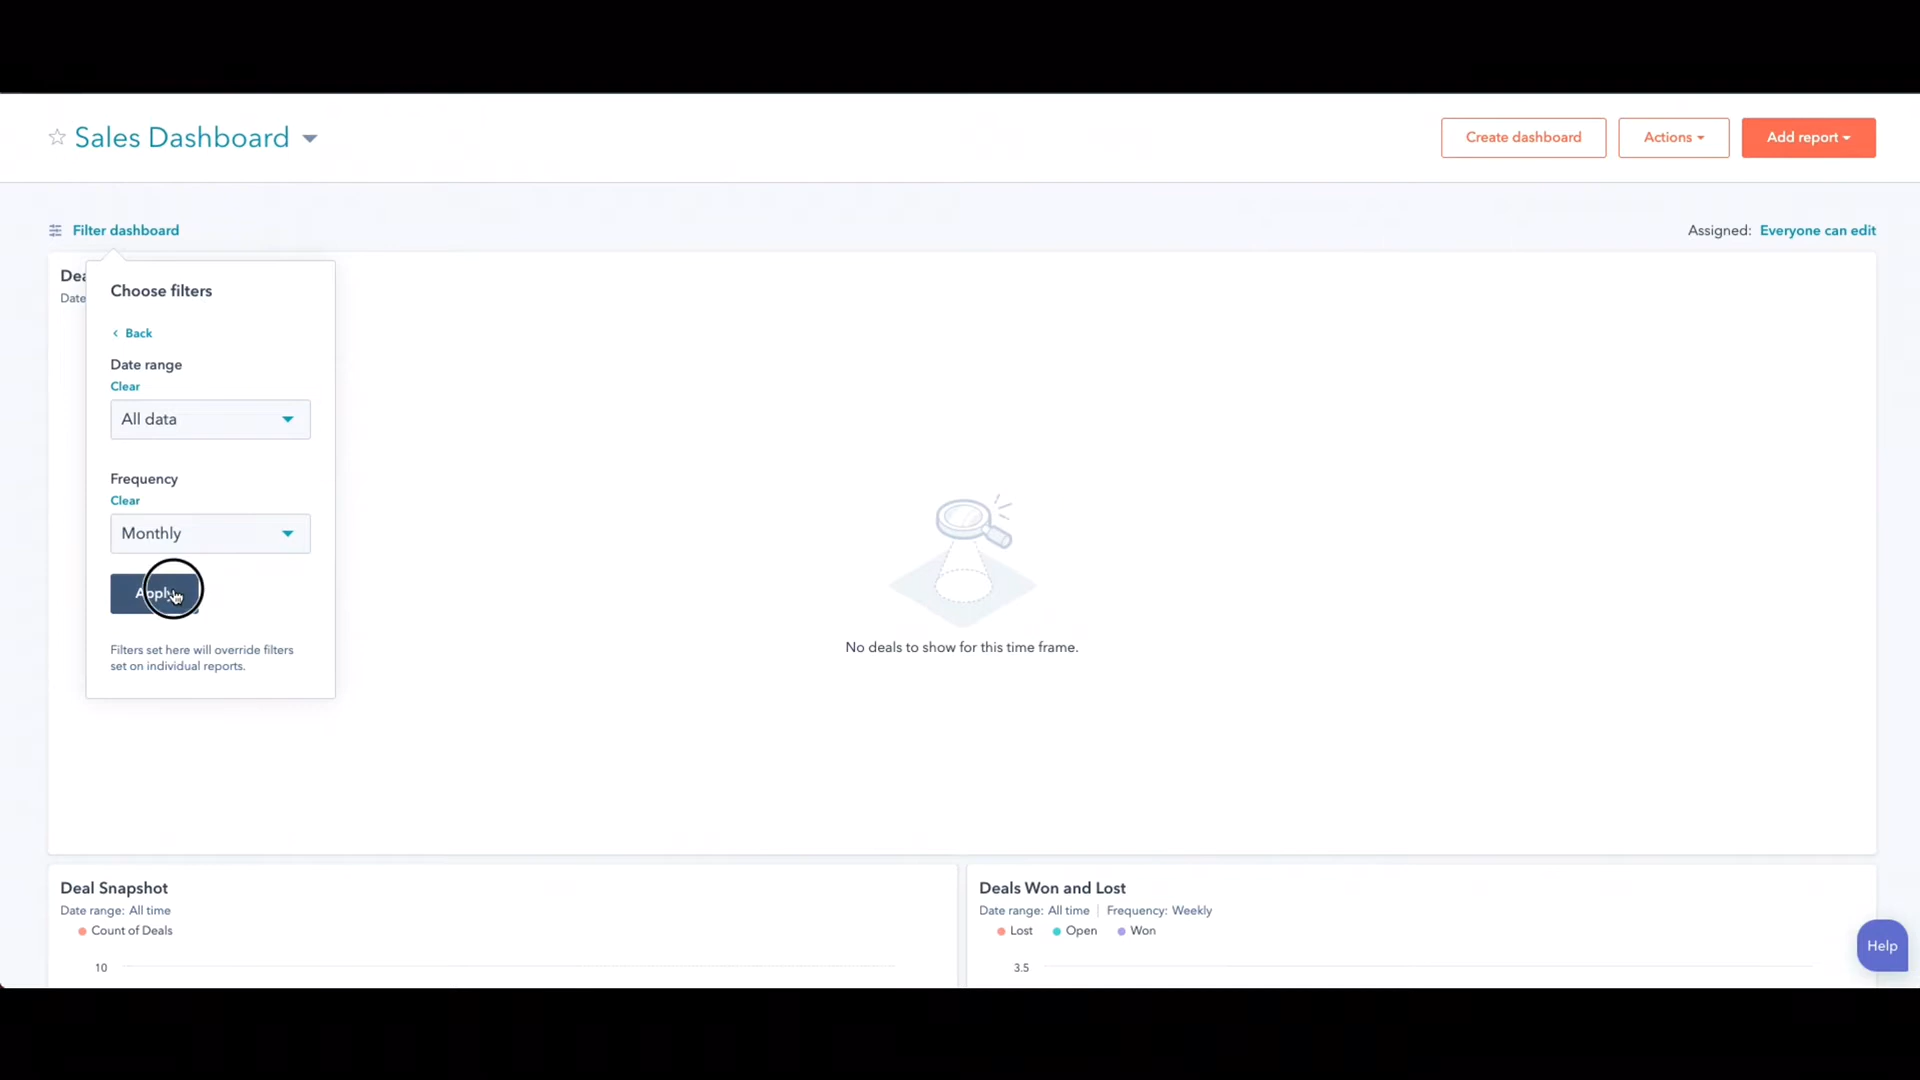 Sales Dashboard
Create dashboard
Actions
Add report
Filter dashboard
Assigned: Everyone can edit
Choose filters
Back
Date range
Clear
All data
Frequency
Clear
Monthly
Apply
Filters set here will override filters
set on individual reports.
No deals to show for this time frame.
Deal Snapshot
Date range: All time
Count of Deals
10
Deals Won and Lost
Date range: All time | Frequency: Weekly
Lost Open Won
3.5
Help